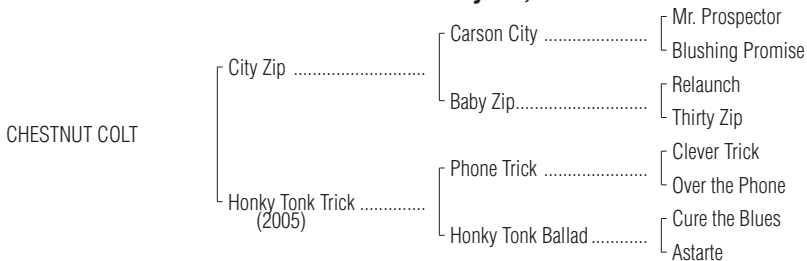 Mr. Prospector
Carson City ......................
Blushing Promise
City Zip ............................
Relaunch
Baby Zip............................
Thirty Zip
CHESTNUT COLT
Clever Trick
Phone Trick ......................
Over the Phone
Honky Tonk Trick ..............
(2005)
Cure the Blues
Honky Tonk Ballad............
Astarte